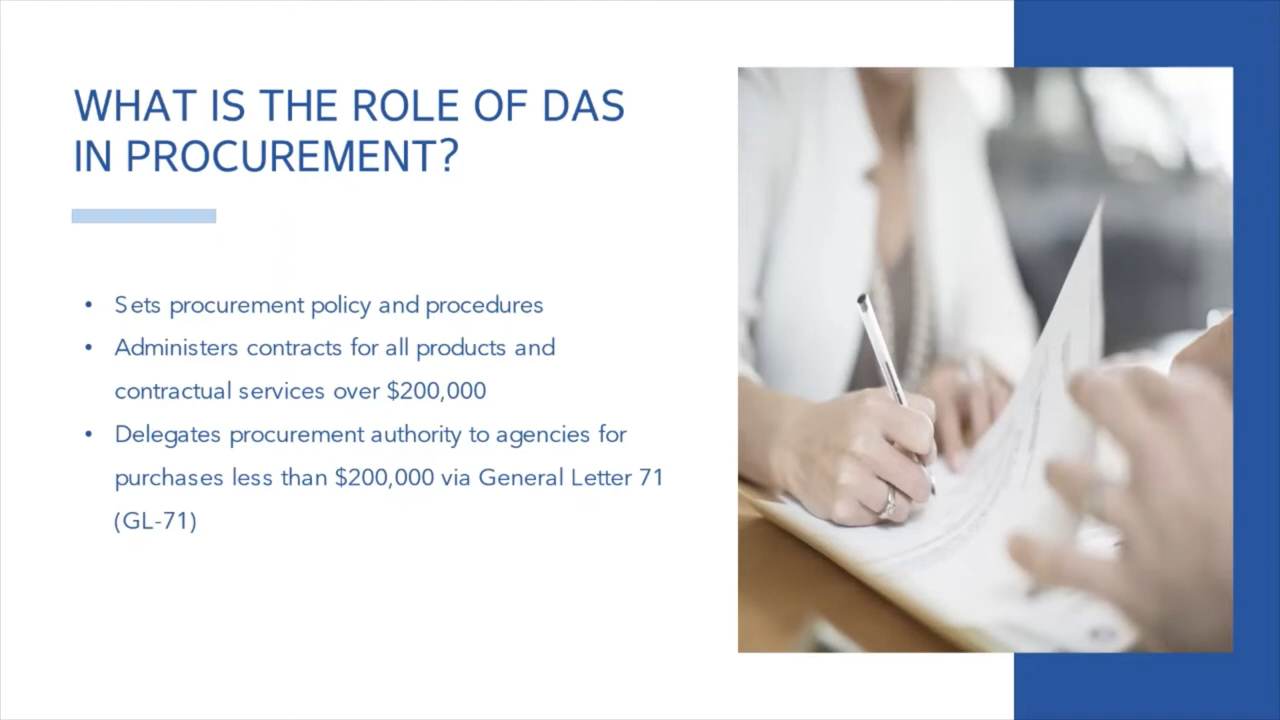 WHAT IS THE ROLE OF DAS
IN PROCUREMENT?
• Sets procurement policy and procedures
• Administers contracts for all products and
contractual services over $200,000
• Delegates procurement authority to agencies for
purchases less than $200,000 via General Letter 71
(GL-71)